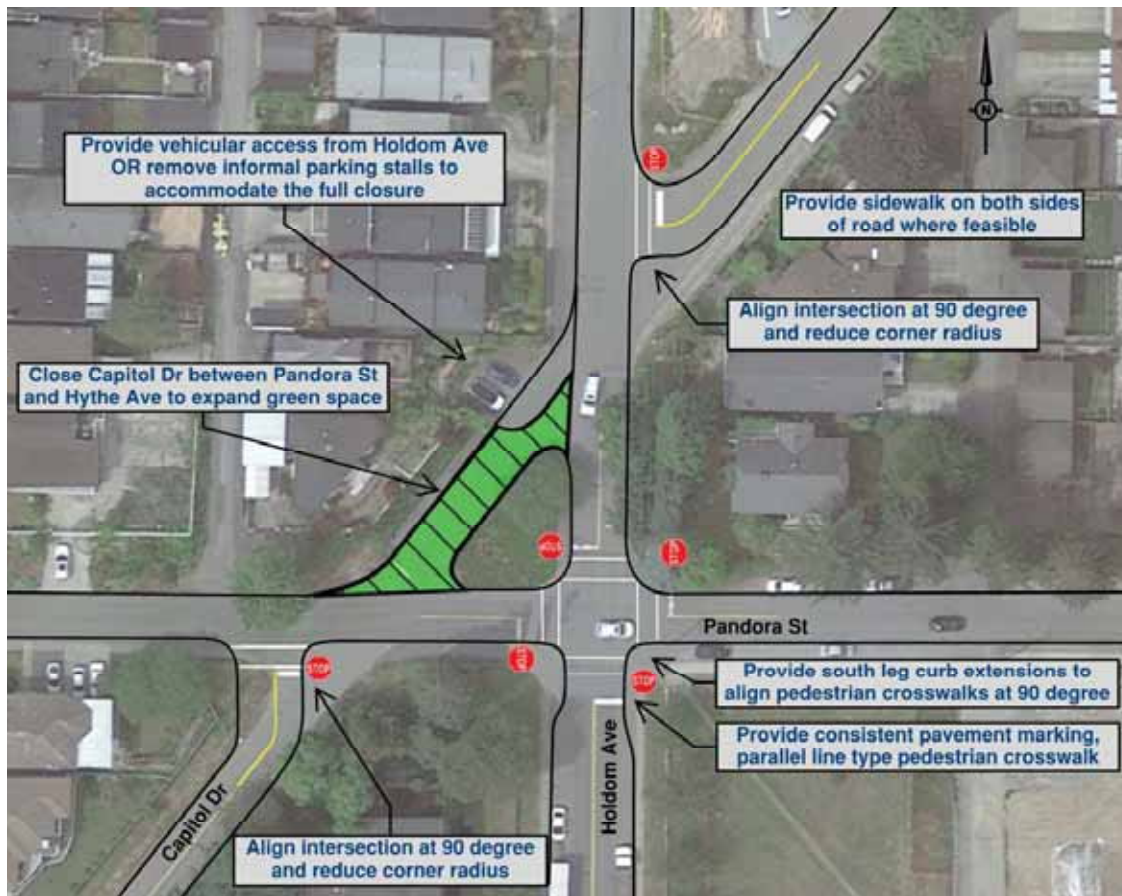 N
STOP
Provide vehicular access from Holdom Ave
OR remove informal parking stalls to
accommodate the full closure
Provide sidewalk on both sides
of road where feasible
Align intersection at 90 degree
and reduce corner radius
Close Capitol Dr between Pandora St
and Hythe Ave to expand green space
STOP
STOP
Pandora St
STOP
STOP
Provide south leg curb extensions to
align pedestrian crosswalks at 90 degree
STOP
Provide consistent pavement marking,
parallel line type pedestrian crosswalk
Holdom Ave
Capitol Dr
Align intersection at 90 degree
and reduce corner radius